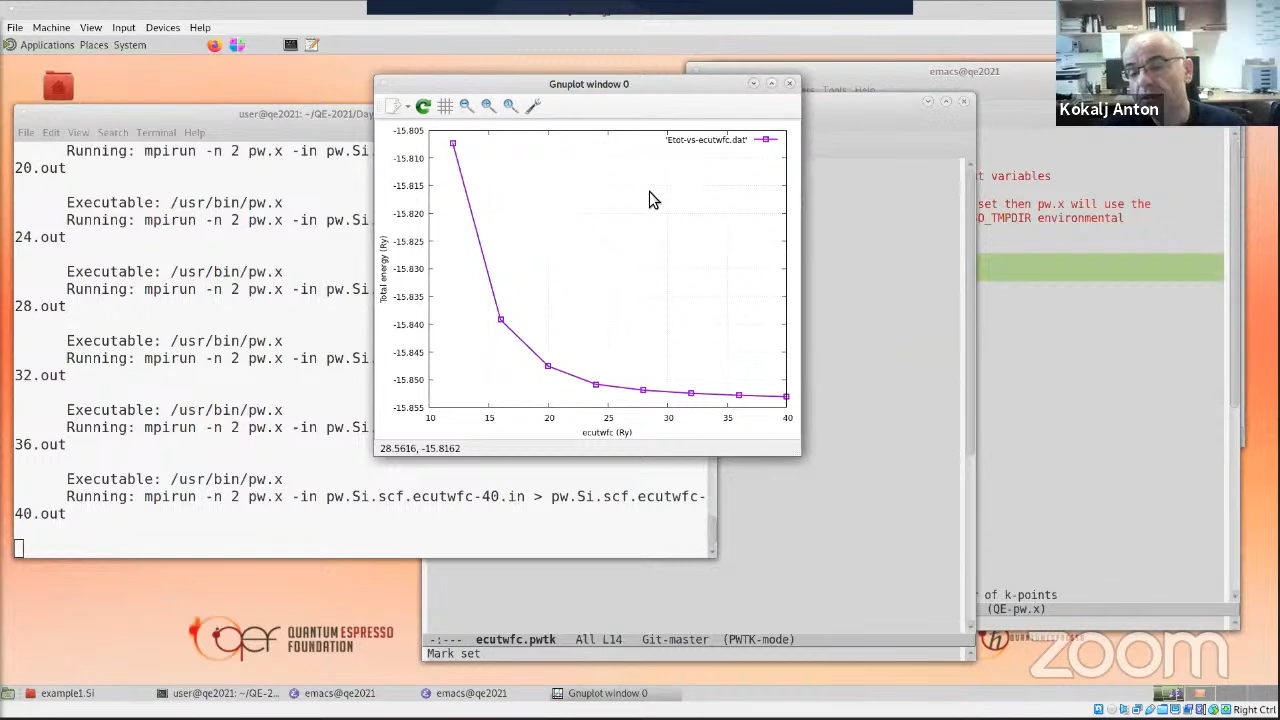 File Machine View Input Devices Help
Applications Places System
Kokalj Anton
emacs@qe2021
Gnuplot window 0
user@qe2021: ~/QE-2021/Day
File Edit View Search Terminal Help
Tools Help
Running: mpirun -n 2 pw.x -in pw.Si.
20.out
Executable: /usr/bin/pw.x
Running: mpirun -n 2 pw.x -in pw.Si.
24.out
Executable: /usr/bin/pw.x
Running: mpirun -n 2 pw.x -in pw.Si.
28.out
Executable: /usr/bin/pw.x
Running: mpirun -n 2 pw.x -in pw.Si.
32.out
Executable: /usr/bin/pw.x
Running: mpirun -n 2 pw.x -in pw.Si.
36.out
Executable: /usr/bin/pw.x
Running: mpirun -n 2 pw.x -in pw.Si.scf.ecutwfc-40.in > pw.Si.scf.ecutwfc-
40.out
'Etot-vs-ecutwfc.dat'
-15.805
-15.810
-15.815
-15.820
-15.825
-15.830
-15.835
-15.840
-15.845
-15.850
-15.855
Total energy (Ry)
10 15 20 25 30 35 40
ecutwfc (Ry)
28.5616, -15.8162
t variables
set then pw.x will use the
O_TMPDIR environmental
of k-points
(QE-pw.x)
QUANTUM ESPRESSO
FOUNDATION
-:--- ecutwfc.pwtk All L14 Git-master (PWTK-mode)
Mark set
zoom
example1.Si
user@qe2021: ~/QE-2...
emacs@qe2021
emacs@qe2021
Gnuplot window 0
Right Ctrl